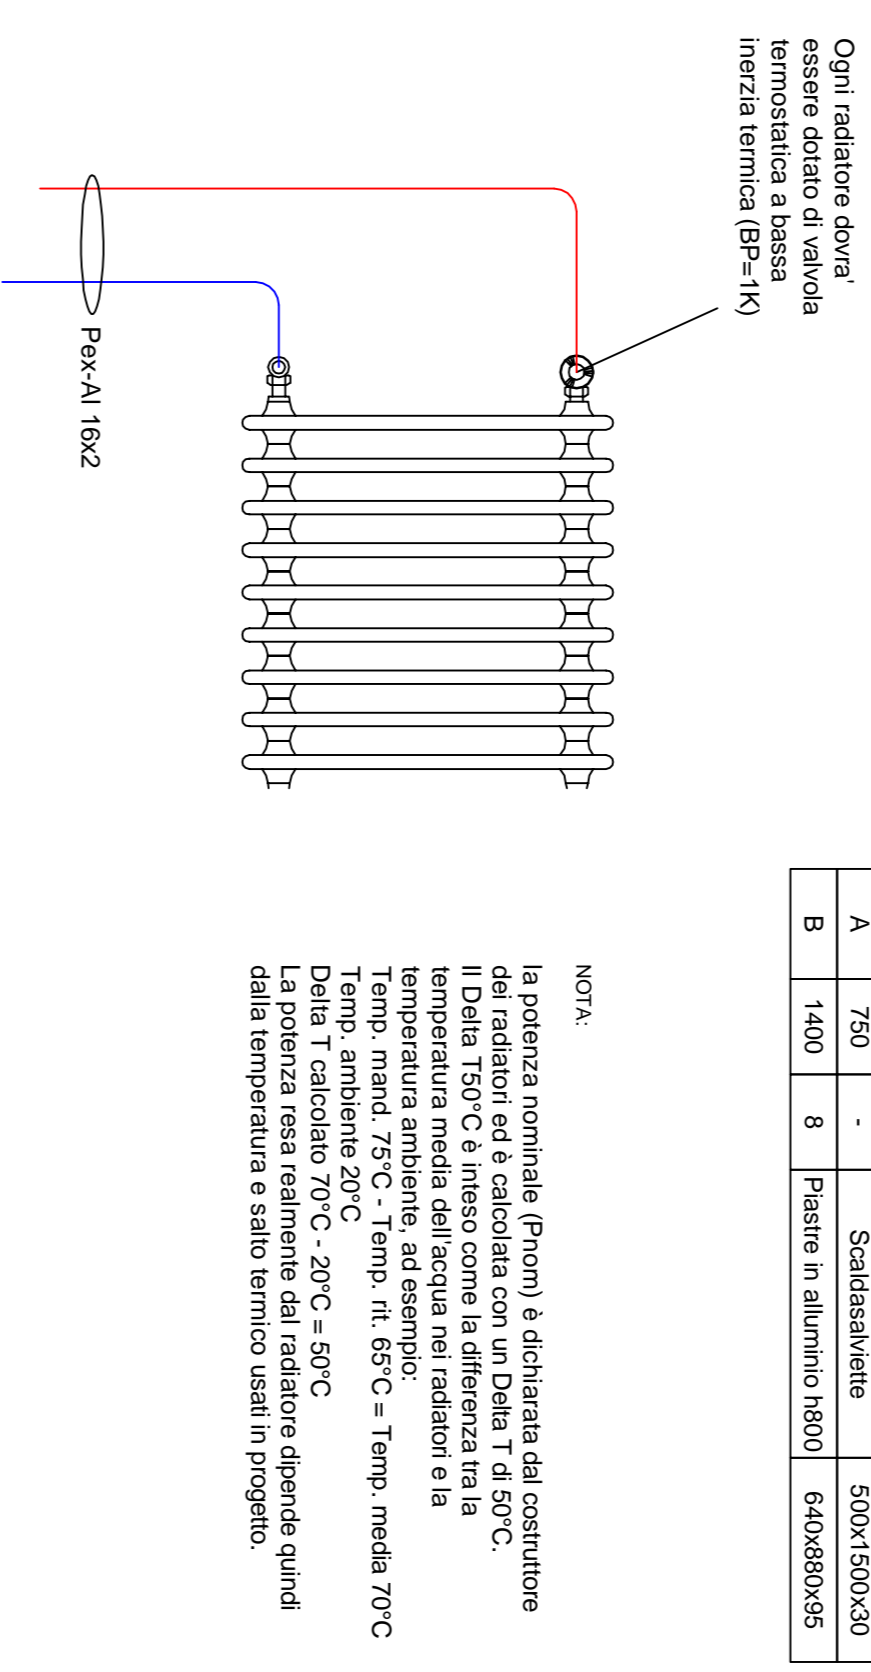 Ogni radiatore dovra'
essere dotato di valvola
termostatica a bassa
inerzia termica (BP=1K)
Pex-Al 16x2
A 750 - Scaldasalviette 500x1500x30
B 1400 8 Piastre in alluminio h800 640x880x95
NOTA:
la potenza nominale (Pnom) è dichiarata dal costruttore
dei radiatori ed è calcolata con un Delta T di 50°C.
Il Delta T50°C è inteso come la differenza tra la
temperatura media dell'acqua nei radiatori e la
temperatura ambiente, ad esempio:
Temp. mand. 75°C - Temp. rit. 65°C = Temp. media 70°C
Temp. ambiente 20°C
Delta T calcolato 70°C - 20°C = 50°C
La potenza resa realmente dal radiatore dipende quindi
dalla temperatura e salto termico usati in progetto.